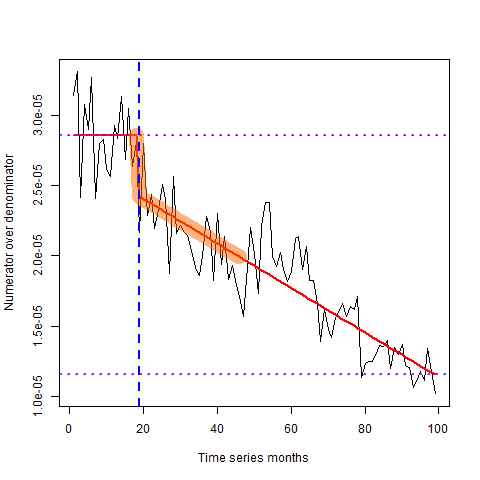 Numerator over denominator
3.0e-05
2.5e-05
2.0e-05
1.5e-05
1.0e-05
0 20 40 60 80 100
Time series months